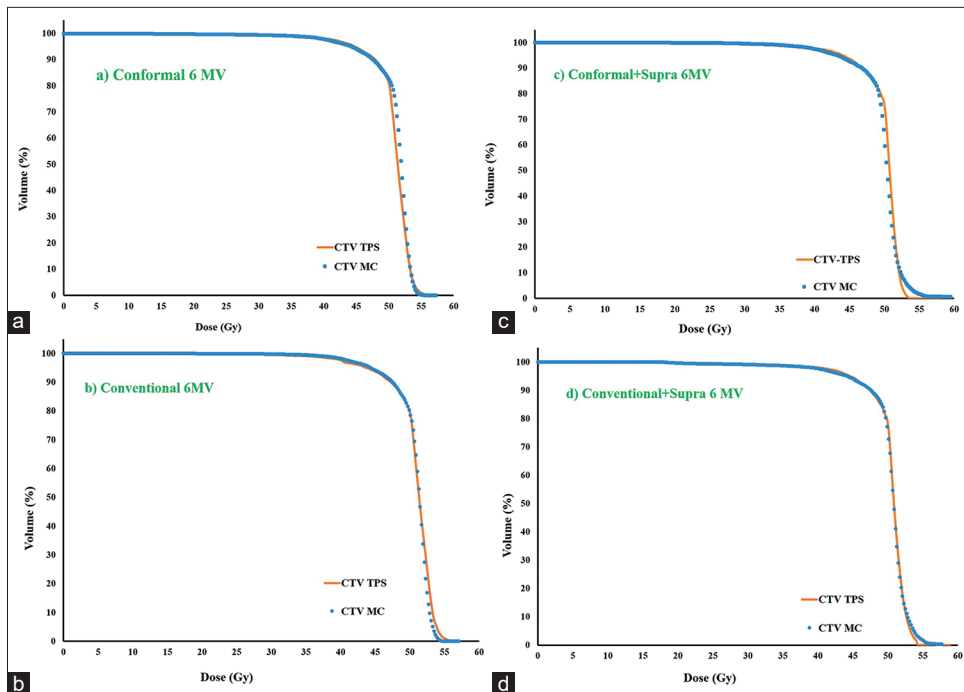 100
90
80
70
60
50
40
30
20
10
0
Volume (%)
a) Conformal 6 MV
CTV TPS
CTV MC
0 5 10 15 20 25 30 35 40 45 50 55 60
Dose (Gy)
a
100
90
80
70
60
50
40
30
20
10
0
Volume (%)
c) Conformal+Supra 6MV
CTV-TPS
CTV MC
0 5 10 15 20 25 30 35 40 45 50 55 60
Dose (Gy)
c
100
90
80
70
60
50
40
30
20
10
0
Volume (%)
b) Conventional 6MV
CTV TPS
CTV MC
0 5 10 15 20 25 30 35 40 45 50 55 60
Dose (Gy)
b
100
90
80
70
60
50
40
30
20
10
0
Volume (%)
d) Conventional+Supra 6 MV
CTV TPS
CTV MC
0 5 10 15 20 25 30 35 40 45 50 55 60
Dose (Gy)
d